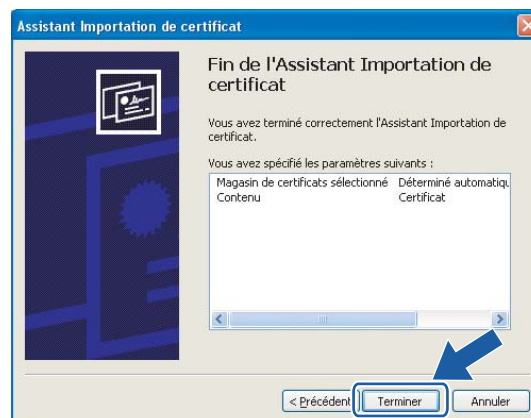 Assistant Importation de certificat
Fin de l'Assistant Importation de
certificat
Vous avez terminé correctement l'Assistant Importation de
certificat.
Vous avez spécifié les paramètres suivants :
Magasin de certificats sélectionné Déterminé automatiqu
Contenu Certificat
< Précédent Terminer Annuler